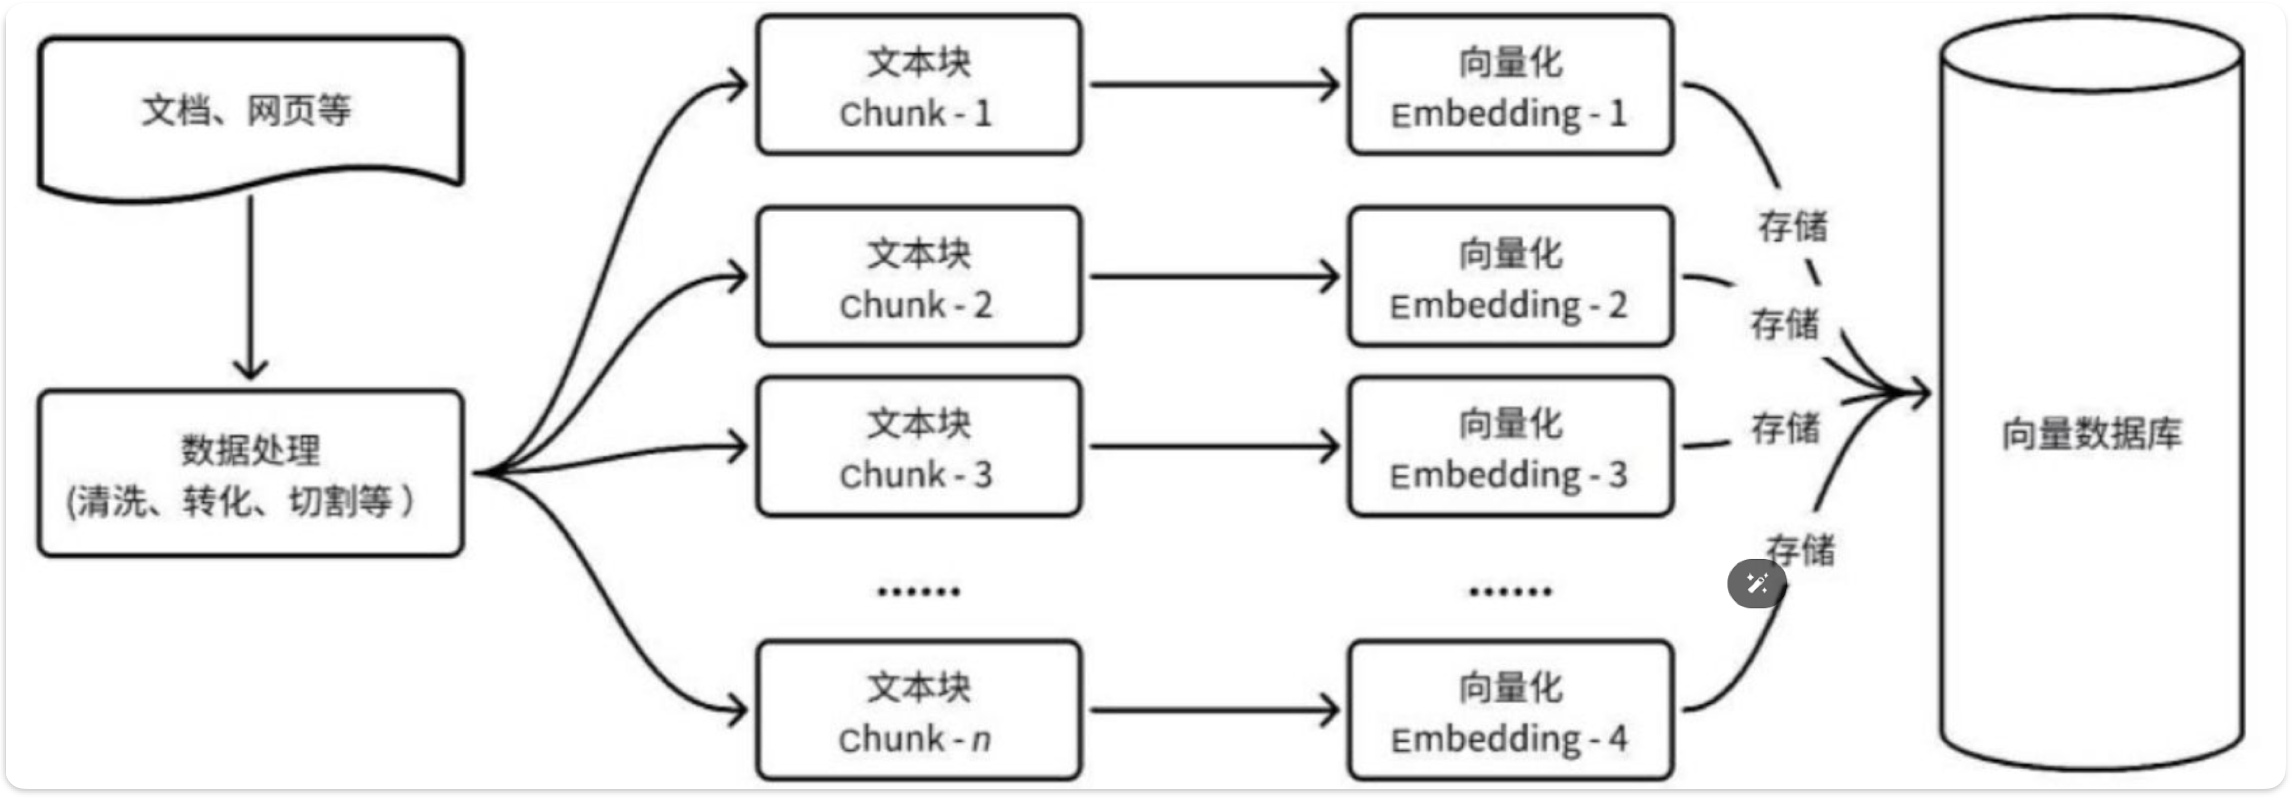 文档、网页等
数据处理
(清洗、转化、切割等 )
文本块
Chunk - 1
向量化
Embedding - 1
存储
文本块
Chunk - 2
向量化
Embedding - 2
存储
文本块
Chunk - 3
向量化
Embedding - 3
存储
......
......
文本块
Chunk - n
向量化
Embedding - 4
存储
向量数据库